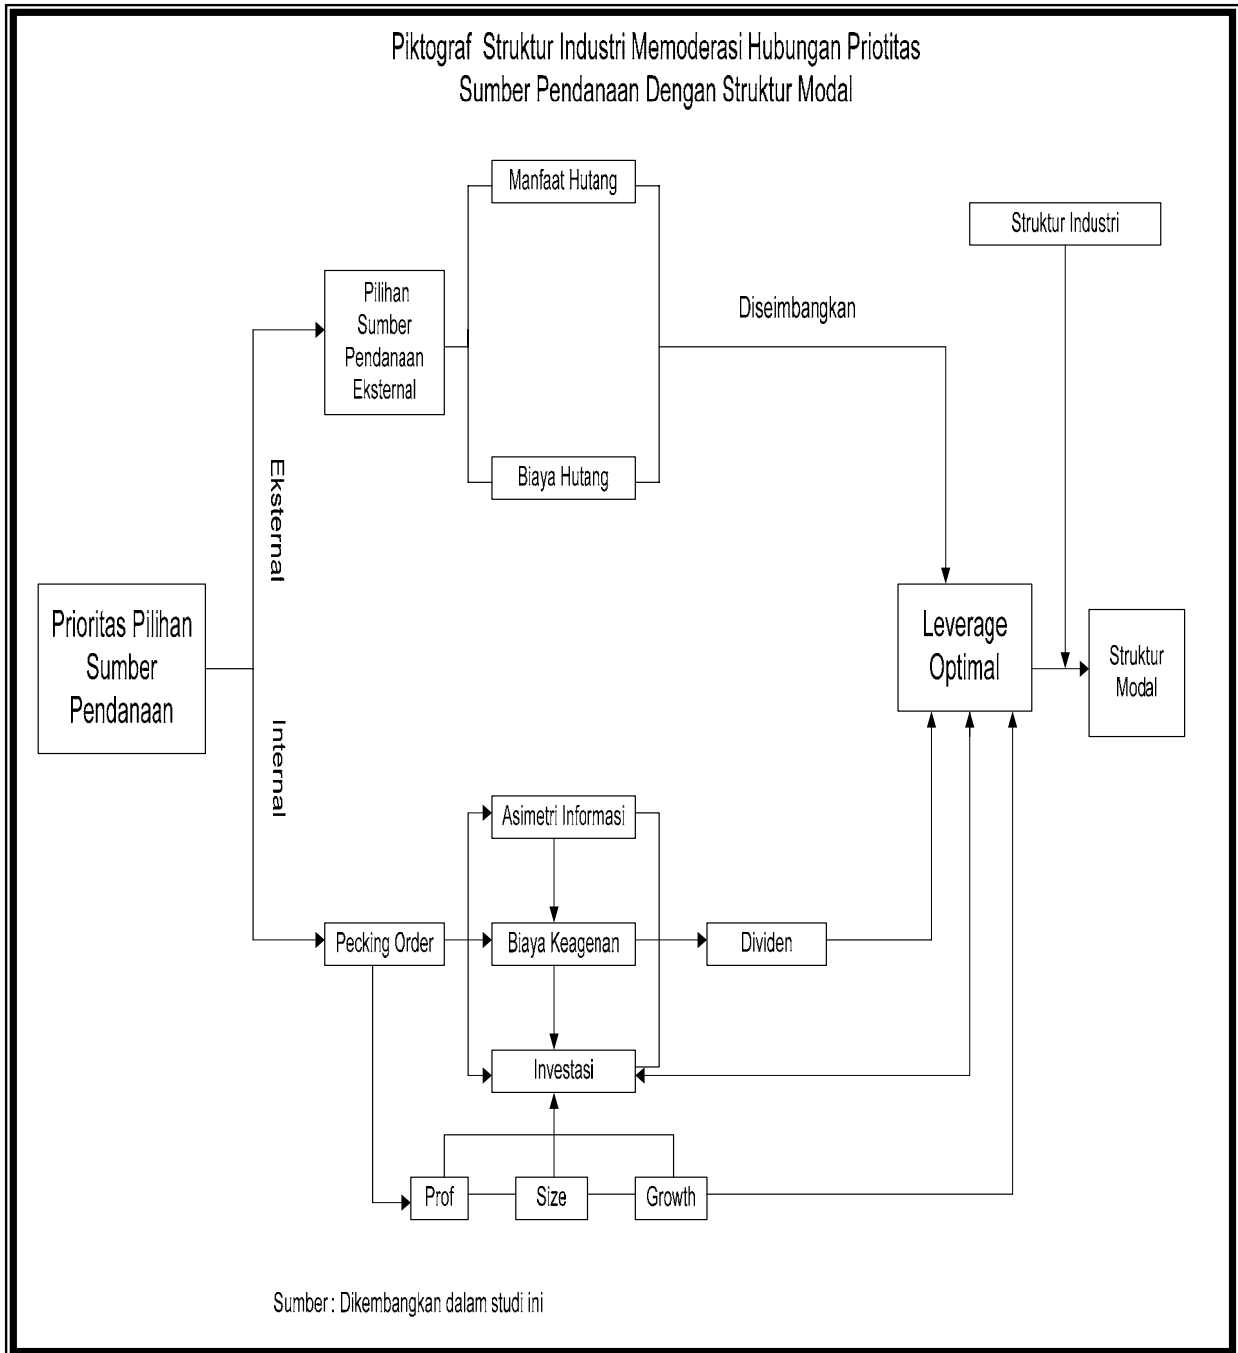 Piktograf Struktur Industri Memoderasi Hubungan Priotitas
Sumber Pendanaan Dengan Struktur Modal
Manfaat Hutang
Struktur Industri
Pilihan
Sumber
Pendanaan
Eksternal
Diseimbangkan
Biaya Hutang
Eksternal
Prioritas Pilihan
Sumber
Pendanaan
Leverage
Optimal
Struktur
Modal
Internal
Asimetri Informasi
Pecking Order
Biaya Keagenan
Dividen
Investasi
Prof
Size
Growth
Sumber : Dikembangkan dalam studi ini